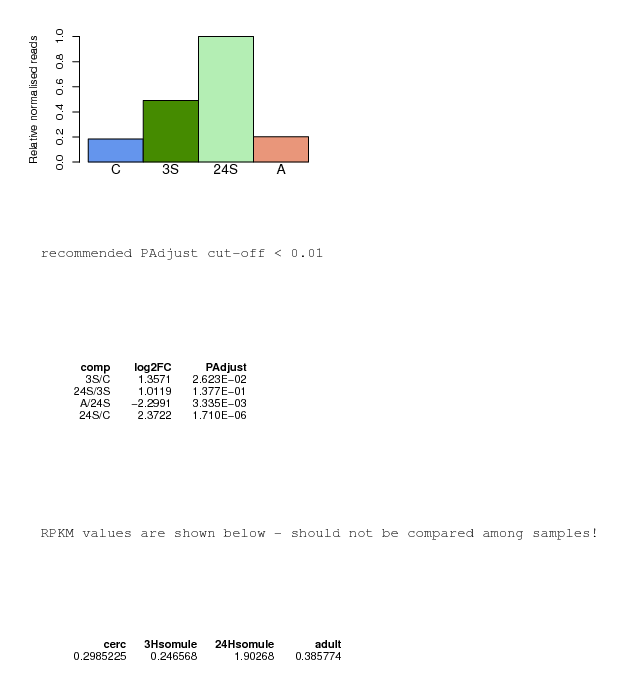 Relative normalised reads
1.0
0.8
0.6
0.4
0.2
0.0
C 3S 24S A
recommended PAdjust cut-off < 0.01
comp log2FC PAdjust
3S/C 1.3571 2.623E−02
24S/3S 1.0119 1.377E−01
A/24S −2.2991 3.335E−03
24S/C 2.3722 1.710E−06
RPKM values are shown below - should not be compared among samples!
cerc 3Hsomule 24Hsomule adult
0.2985225 0.246568 1.90268 0.385774